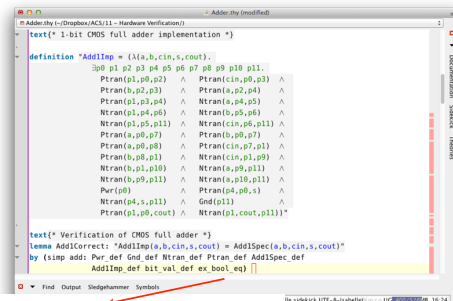 Adder.thy (modified)
Adder.thy (~/Dropbox/ACS/11 – Hardware Verification/)
text{* 1-bit CMOS full adder implementation *}
definition "Add1Imp = (λ(a,b,cin,s,cout).
∃p0 p1 p2 p3 p4 p5 p6 p7 p8 p9 p10 p11.
Ptran(p1,p0,p2) ∧ Ptran(cin,p0,p3) ∧
Ptran(b,p2,p3) ∧ Ptran(a,p2,p4) ∧
Ptran(p1,p3,p4) ∧ Ntran(a,p4,p5) ∧
Ntran(p1,p4,p6) ∧ Ntran(b,p5,p6) ∧
Ntran(p1,p5,p11) ∧ Ntran(cin,p6,p11) ∧
Ptran(a,p0,p7) ∧ Ptran(b,p0,p7) ∧
Ptran(a,p0,p8) ∧ Ptran(cin,p7,p1) ∧
Ptran(b,p8,p1) ∧ Ntran(cin,p1,p9) ∧
Ntran(b,p1,p10) ∧ Ntran(a,p9,p11) ∧
Ntran(b,p9,p11) ∧ Ntran(a,p10,p11) ∧
Pwr(p0) ∧ Ptran(p4,p0,s) ∧
Ntran(p4,s,p11) ∧ Gnd(p11) ∧
Ptran(p1,p0,cout) ∧ Ntran(p1,cout,p11))"
text{* Verification of CMOS full adder *}
lemma Add1Correct: "Add1Imp(a,b,cin,s,cout) = Add1Spec(a,b,cin,s,cout)"
by (simp add: Pwr_def Gnd_def Ntran_def Ptran_def Add1Spec_def
Add1Imp_def bit_val_def ex_bool_eq)
Find Output Sledgehammer Symbols
Documentation
Sidekick
Theories
16:24